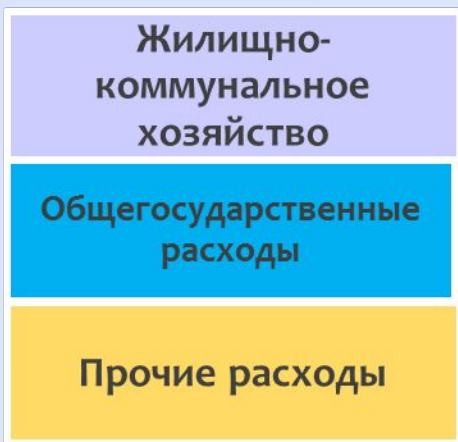 Жилищно-
коммунальное
хозяйство
Общегосударственные
расходы
Прочие расходы